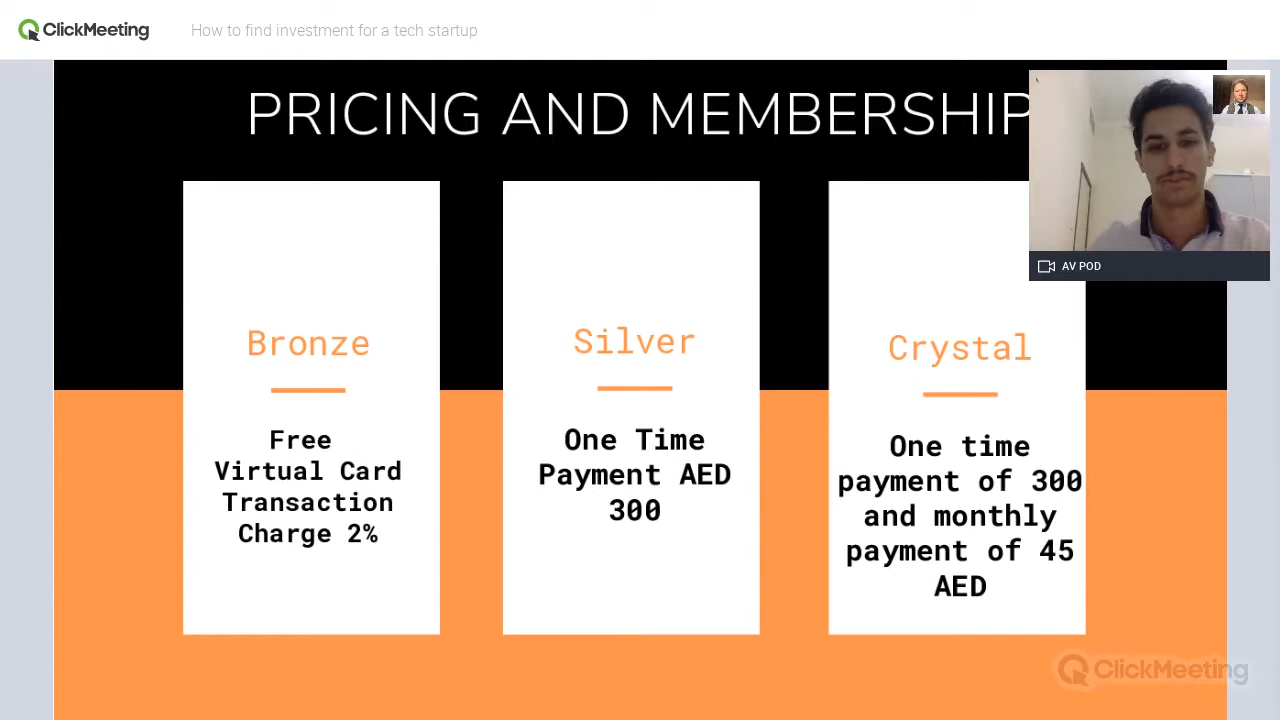 ClickMeeting
How to find investment for a tech startup
PRICING AND MEMBERSHIP
AV POD
Bronze
Free
Virtual Card
Transaction
Charge 2%
Silver
One Time
Payment AED
300
Crystal
One time
payment of 300
and monthly
payment of 45
AED
ClickMeeting